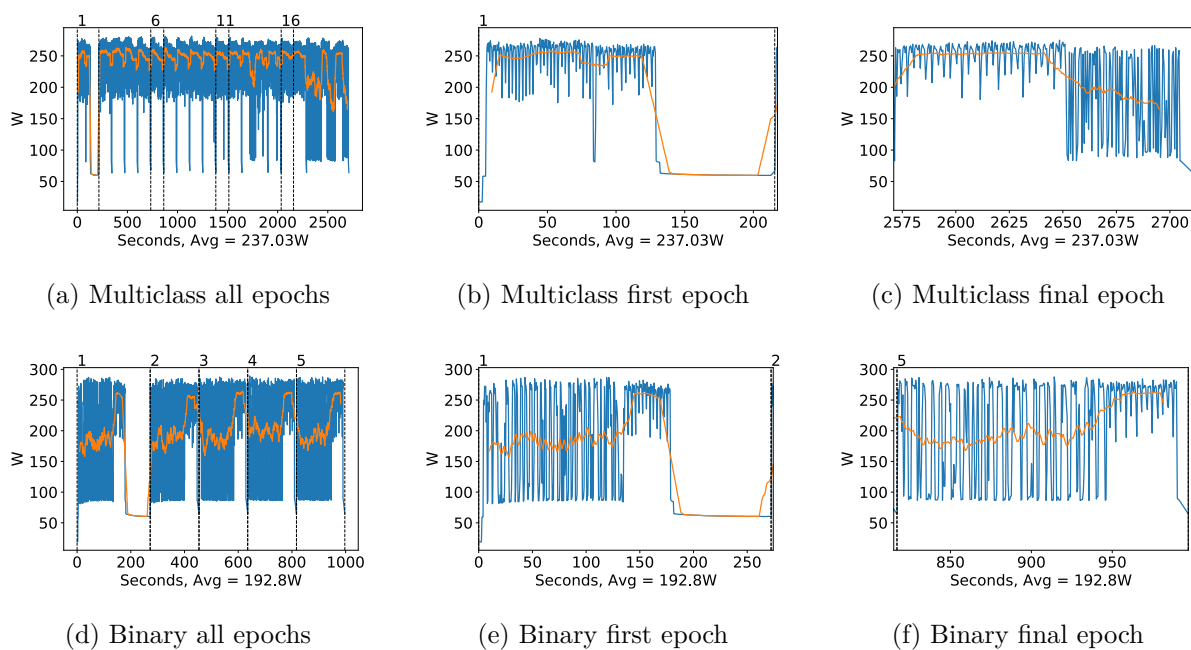 1 6 11 16
250
200
150
100
50
W
0 500 1000 1500 2000 2500
Seconds, Avg = 237.03W
(a) Multiclass all epochs
1
250
200
150
100
50
W
0 50 100 150 200
Seconds, Avg = 237.03W
(b) Multiclass first epoch
250
200
150
100
50
W
2575 2600 2625 2650 2675 2700
Seconds, Avg = 237.03W
(c) Multiclass final epoch
1 2 3 4 5
300
250
200
150
100
50
W
0 200 400 600 800 1000
Seconds, Avg = 192.8W
(d) Binary all epochs
1 2
300
250
200
150
100
50
W
0 50 100 150 200 250
Seconds, Avg = 192.8W
(e) Binary first epoch
5
300
250
200
150
100
50
W
850 900 950
Seconds, Avg = 192.8W
(f) Binary final epoch